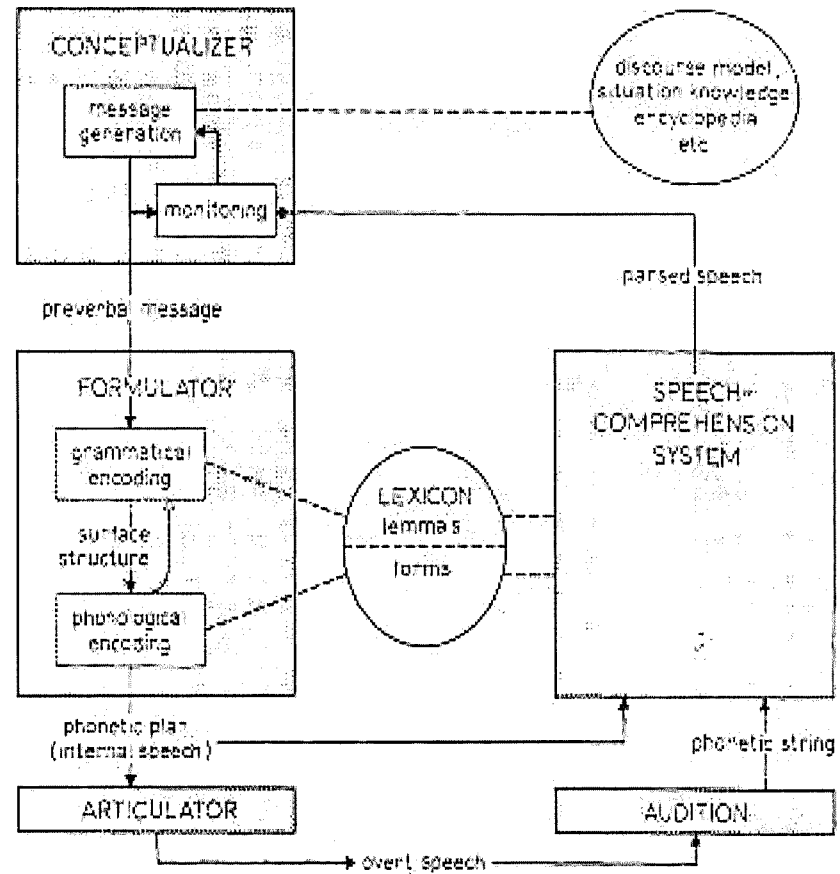 CONCEPTUALIZER
message
generation
monitoring
discourse model,
situation knowledge
encyclopedia
etc
parsed speech
preverbal message
FORMULATOR
grammatical
encoding
surface
structure
phonological
encoding
LEXICON
lemmas
forms
SPEECH-
COMPREHENSION
SYSTEM
phonetic plan
(internal speech)
phonetic string
ARTICULATOR
AUDITION
overt speech